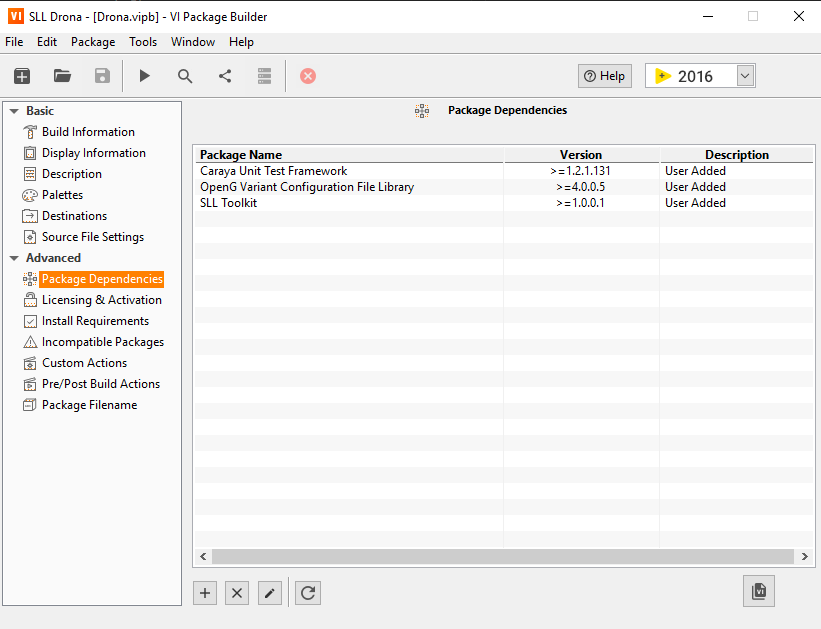 VI SLL Drona - [Drona.vipb] - VI Package Builder
File Edit Package Tools Window Help
Help 2016
Basic
Build Information
Display Information
Description
Palettes
Destinations
Source File Settings
Advanced
Package Dependencies
Licensing & Activation
Install Requirements
Incompatible Packages
Custom Actions
Pre/Post Build Actions
Package Filename
Package Dependencies
Package Name Version Description
Caraya Unit Test Framework >=1.2.1.131 User Added
OpenG Variant Configuration File Library >=4.0.0.5 User Added
SLL Toolkit >=1.0.0.1 User Added
VI